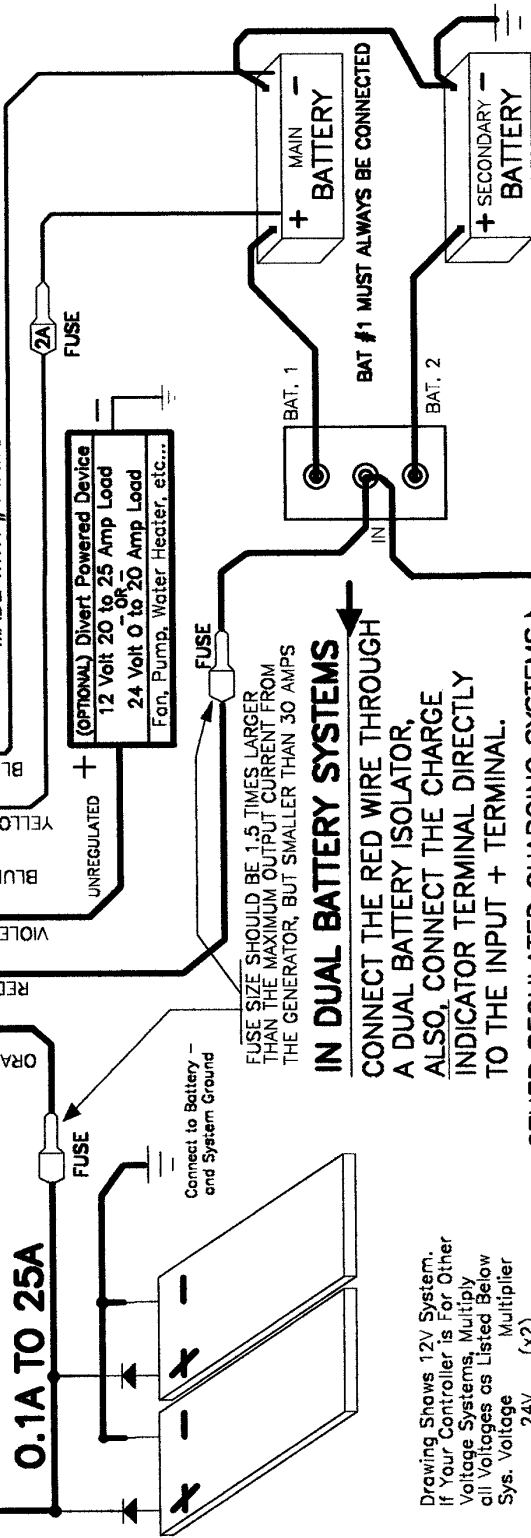 0.1A TO 25A
FUSE
RED
UNREGULATED
+
(OPTIONAL) Divert Powered Device
12 Volt 20 to 25 Amp Load
-OR-
24 Volt 0 to 20 Amp Load
Fan, Pump, Water Heater, etc...
−
2A
FUSE
+ MAIN −
BATTERY
BAT #1 MUST ALWAYS BE CONNECTED
+ SECONDARY −
BATTERY
BAT. 1
BAT. 2
IN
FUSE
FUSE SIZE SHOULD BE 1.5 TIMES LARGER
THAN THE MAXIMUM OUTPUT CURRENT FROM
THE GENERATOR, BUT SMALLER THAN 30 AMPS
IN DUAL BATTERY SYSTEMS
CONNECT THE RED WIRE THROUGH
A DUAL BATTERY ISOLATOR,
ALSO, CONNECT THE CHARGE
INDICATOR TERMINAL DIRECTLY
TO THE INPUT + TERMINAL.
Connect to Battery −
and System Ground
+ −
+ −
Drawing Shaws 12V System.
If Your Controller is For Other
Voltage Systems, Multiply
all Voltages as Listed Below
Sys. Voltage Multiplier
24V (x2)